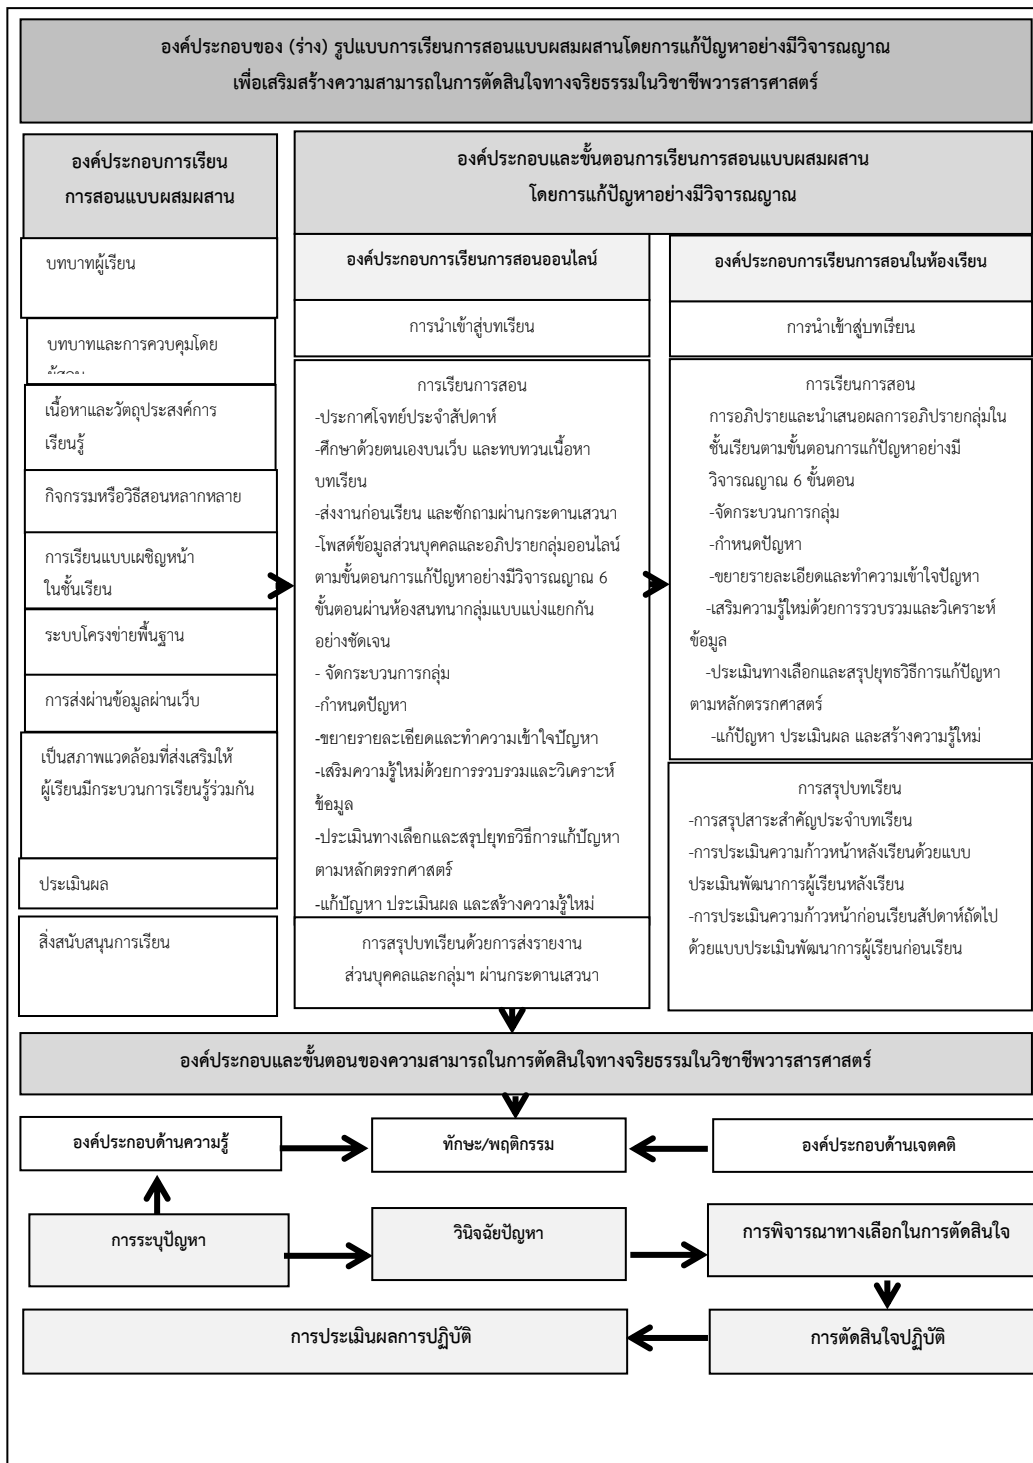 องค์ประกอบของ (ร่าง) รูปแบบการเรียนการสอนแบบผสมผสานโดยการแก้ปัญหาอย่างมีวิจารณญาณ
เพื่อเสริมสร้างความสามารถในการตัดสินใจทางจริยธรรมในวิชาชีพวารสารศาสตร์
องค์ประกอบการเรียน
การสอนแบบผสมผสาน
บทบาทผู้เรียน
บทบาทและการควบคุมโดย
เนื้อหาและวัตถุประสงค์การ
เรียนรู้
กิจกรรมหรือวิธีสอนหลากหลาย
การเรียนแบบเผชิญหน้า
ในชั้นเรียน
ระบบโครงข่ายพื้นฐาน
การส่งผ่านข้อมูลผ่านเว็บ
เป็นสภาพแวดล้อมที่ส่งเสริมให้
ผู้เรียนมีกระบวนการเรียนรู้ร่วมกัน
ประเมินผล
สิ่งสนับสนุนการเรียน
องค์ประกอบและขั้นตอนการเรียนการสอนแบบผสมผสาน
โดยการแก้ปัญหาอย่างมีวิจารณญาณ
องค์ประกอบการเรียนการสอนออนไลน์
การนำเข้าสู่บทเรียน
การเรียนการสอน
-ประกาศโจทย์ประจำสัปดาห์
-ศึกษาด้วยตนเองบนเว็บ และทบทวนเนื้อหา
บทเรียน
-ส่งงานก่อนเรียน และซักถามผ่านกระดานเสวนา
-โพสต์ข้อมูลส่วนบุคคลและอภิปรายกลุ่มออนไลน์
ตามขั้นตอนการแก้ปัญหาอย่างมีวิจารณญาณ 6
ขั้นตอนผ่านห้องสนทนากลุ่มแบบแบ่งแยกกัน
อย่างชัดเจน
- จัดกระบวนการกลุ่ม
-กำหนดปัญหา
-ขยายรายละเอียดและทำความเข้าใจปัญหา
-เสริมความรู้ใหม่ด้วยการรวบรวมและวิเคราะห์
ข้อมูล
-ประเมินทางเลือกและสรุปยุทธวิธีการแก้ปัญหา
ตามหลักตรรกศาสตร์
-แก้ปัญหา ประเมินผล และสร้างความรู้ใหม่
การสรุปบทเรียนด้วยการส่งรายงาน
ส่วนบุคคลและกลุ่มฯ ผ่านกระดานเสวนา
องค์ประกอบการเรียนการสอนในห้องเรียน
การนำเข้าสู่บทเรียน
การเรียนการสอน
การอภิปรายและนำเสนอผลการอภิปรายกลุ่มใน
ชั้นเรียนตามขั้นตอนการแก้ปัญหาอย่างมี
วิจารณญาณ 6 ขั้นตอน
-จัดกระบวนการกลุ่ม
-กำหนดปัญหา
-ขยายรายละเอียดและทำความเข้าใจปัญหา
-เสริมความรู้ใหม่ด้วยการรวบรวมและวิเคราะห์
ข้อมูล
-ประเมินทางเลือกและสรุปยุทธวิธีการแก้ปัญหา
ตามหลักตรรกศาสตร์
-แก้ปัญหา ประเมินผล และสร้างความรู้ใหม่
การสรุปบทเรียน
-การสรุปสาระสำคัญประจำบทเรียน
-การประเมินความก้าวหน้าหลังเรียนด้วยแบบ
ประเมินพัฒนาการผู้เรียนหลังเรียน
-การประเมินความก้าวหน้าก่อนเรียนสัปดาห์ถัดไป
ด้วยแบบประเมินพัฒนาการผู้เรียนก่อนเรียน
องค์ประกอบและขั้นตอนของความสามารถในการตัดสินใจทางจริยธรรมในวิชาชีพวารสารศาสตร์
องค์ประกอบด้านความรู้
ทักษะ/พฤติกรรม
องค์ประกอบด้านเจตคติ
การระบุปัญหา
วินิจฉัยปัญหา
การพิจารณาทางเลือกในการตัดสินใจ
การประเมินผลการปฏิบัติ
การตัดสินใจปฏิบัติ